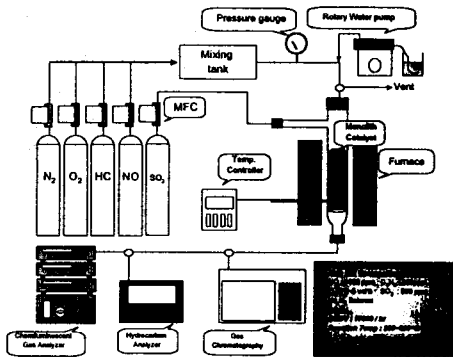 Pressure gauge
Rotary Water pump
Mixing
tank
Vent
MFC
Monolith
Catalyst
Furnace
Temp.
Controller
N2 O2 HC NO SO2
Chemiluminescent
Gas Analyzer
Hydrocarbon
Analyzer
Gas
Chromatography